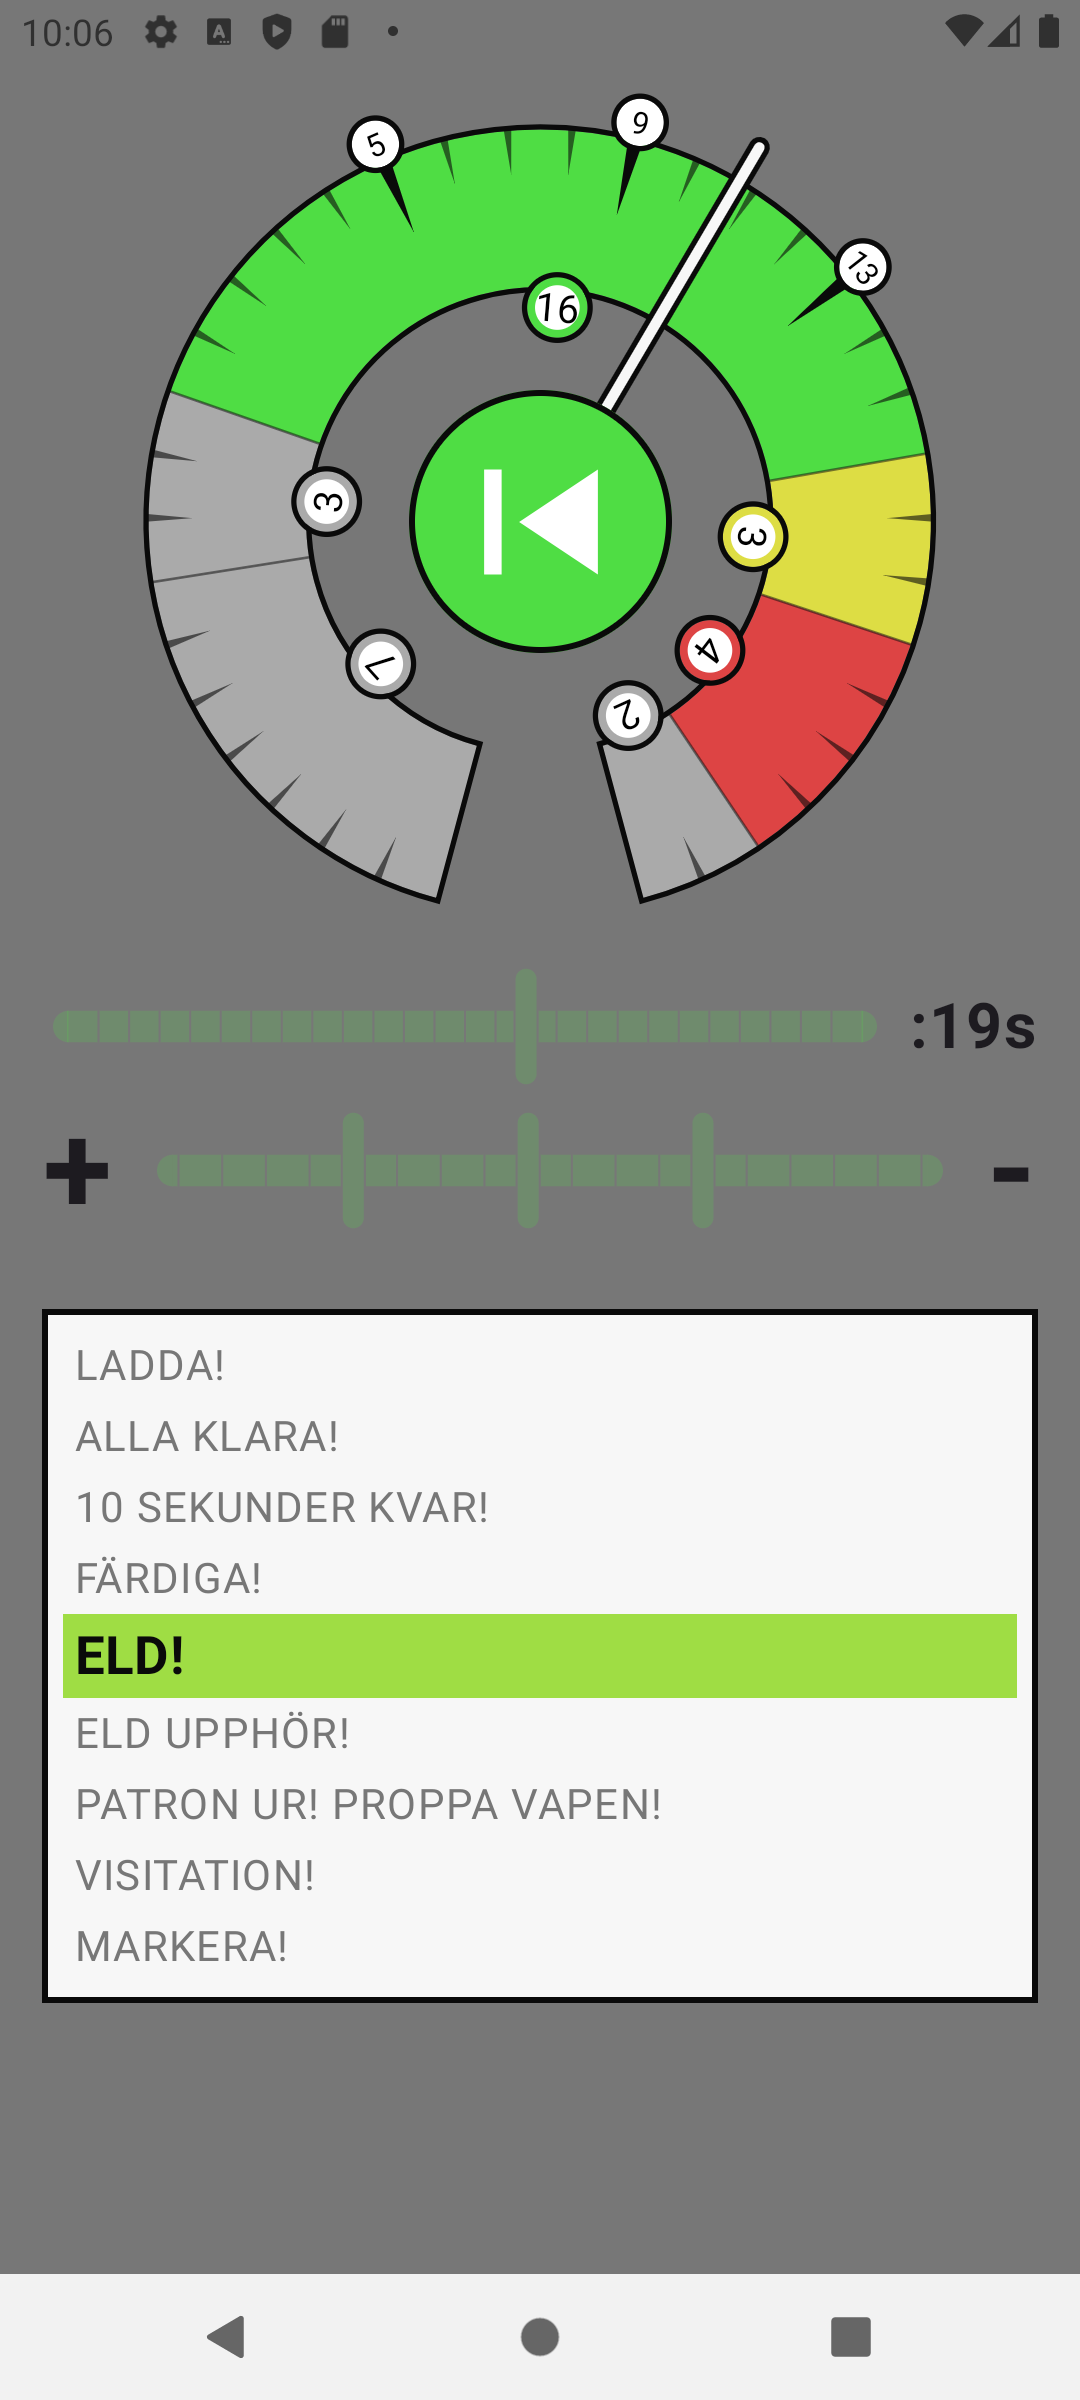 10:06
5
9
13
16
3
3
7
4
2
:19s
+
-
LADDA!
ALLA KLARA!
10 SEKUNDER KVAR!
FÄRDIGA!
ELD!
ELD UPPHÖR!
PATRON UR! PROPPA VAPEN!
VISITATION!
MARKERA!